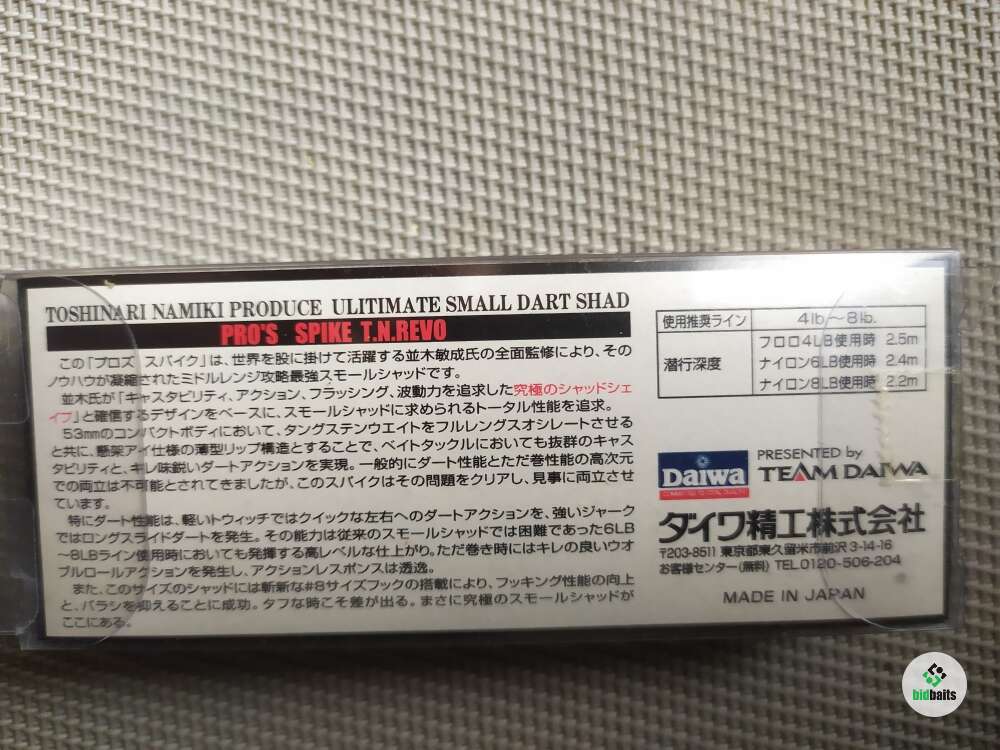 TOSHINARI NAMIKI PRODUCE ULITIMATE SMALL DART SHAD
PRO'S SPIKE T.N.REVO
この「プロズ スパイク」は、世界を股に掛けて活躍する並木敏成氏の全面監修により、その
ノウハウが凝縮されたミドルレンジ攻略最強スモールシャッドです。
並木氏が「キャスタビリティ、アクション、フラッシング、波動力を追求した究極のシャッドシェ
イプ」と確信するデザインをベースに、スモールシャッドに求められるトータル性能を追求。
53mmのコンパクトボディにおいて、タングステンウエイトをフルレングスオシレートさせる
と共に、懸架アイ仕様の薄型リップ構造とすることで、ベイトタックルにおいても抜群のキャス
タビリティと、キレ味鋭いダートアクションを実現。一般的にダート性能とただ巻性能の高次元
での両立は不可能とされてきましたが、このスパイクはその問題をクリアし、見事に両立させ
ています。
特にダート性能は、軽いトウィッチではクイックな左右へのダートアクションを、強いジャーク
ではロングスライドダートを発生。その能力は従来のスモールシャッドでは困難であった6LB
〜8LBライン使用時においても発揮する高レベルな仕上がり。ただ巻き時にはキレの良いウオ
ブルロールアクションを発生し、アクションレスポンスは透逸。
また、このサイズのシャッドには斬新な#8サイズフックの搭載により、フッキング性能の向上
と、バラシを抑えることに成功。タフな時こそ差が出る。まさに究極のスモールシャッドが
ここにある。
使用推奨ライン 4lb.〜8lb.
潜行深度 フロロ4LB使用時 2.5m
ナイロン6LB使用時 2.4m
ナイロン8LB使用時 2.2m
Daiwa
PRESENTED by
TEAM DAIWA
ダイワ精工株式会社
〒203-8511 東京都東久留米市前沢3-14-16
お客様センター(無料) TEL0120-506-204
MADE IN JAPAN
bidbaits